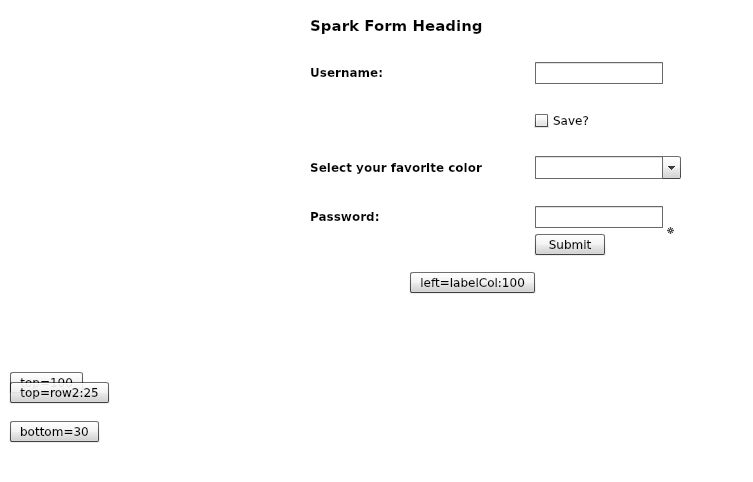 Spark Form Heading
Username:
Save?
Select your favorite color
Password:
Submit
left=labelCol:100
top=100
top=row2:25
bottom=30